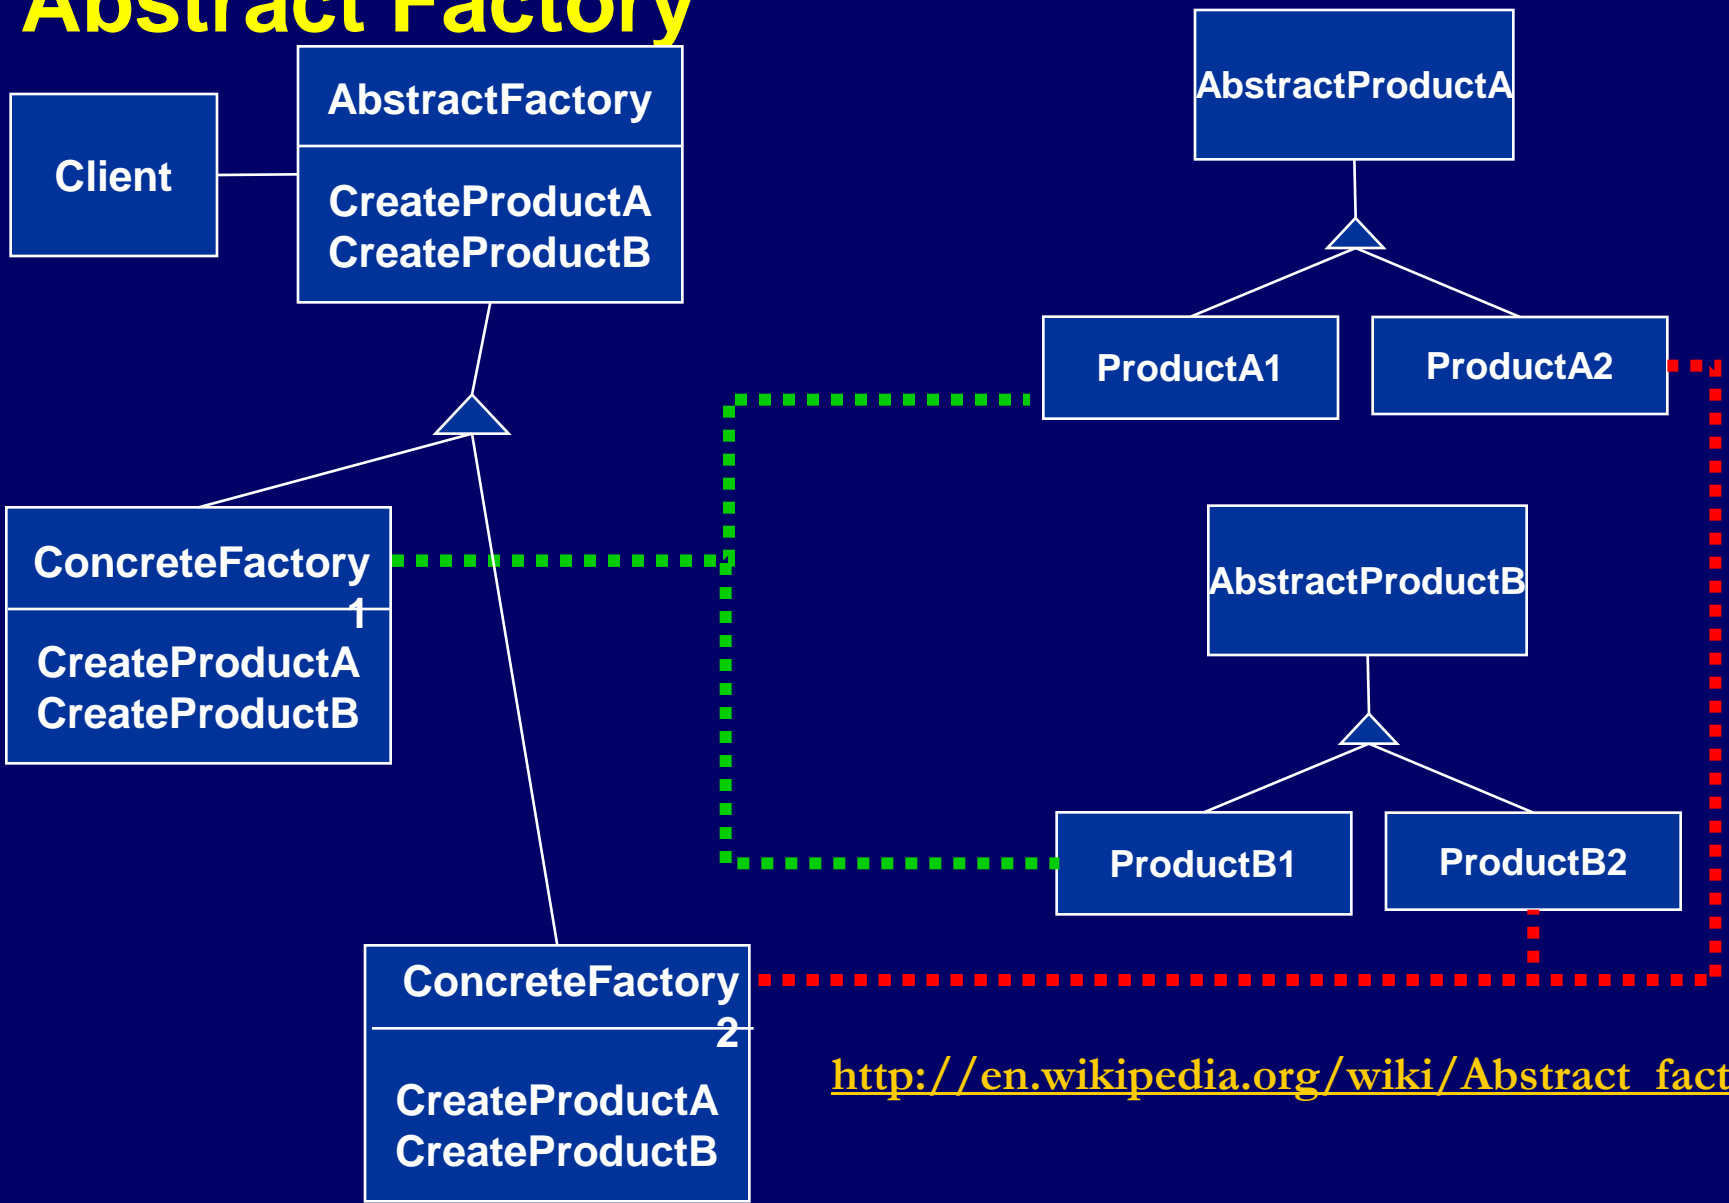 Abstract Factory
AbstractFactory
CreateProductA
CreateProductB
Client
AbstractProductA
ProductA1
ProductA2
ConcreteFactory
1
CreateProductA
CreateProductB
AbstractProductB
ProductB1
ProductB2
ConcreteFactory
2
CreateProductA
CreateProductB
http://en.wikipedia.org/wiki/Abstract_fact